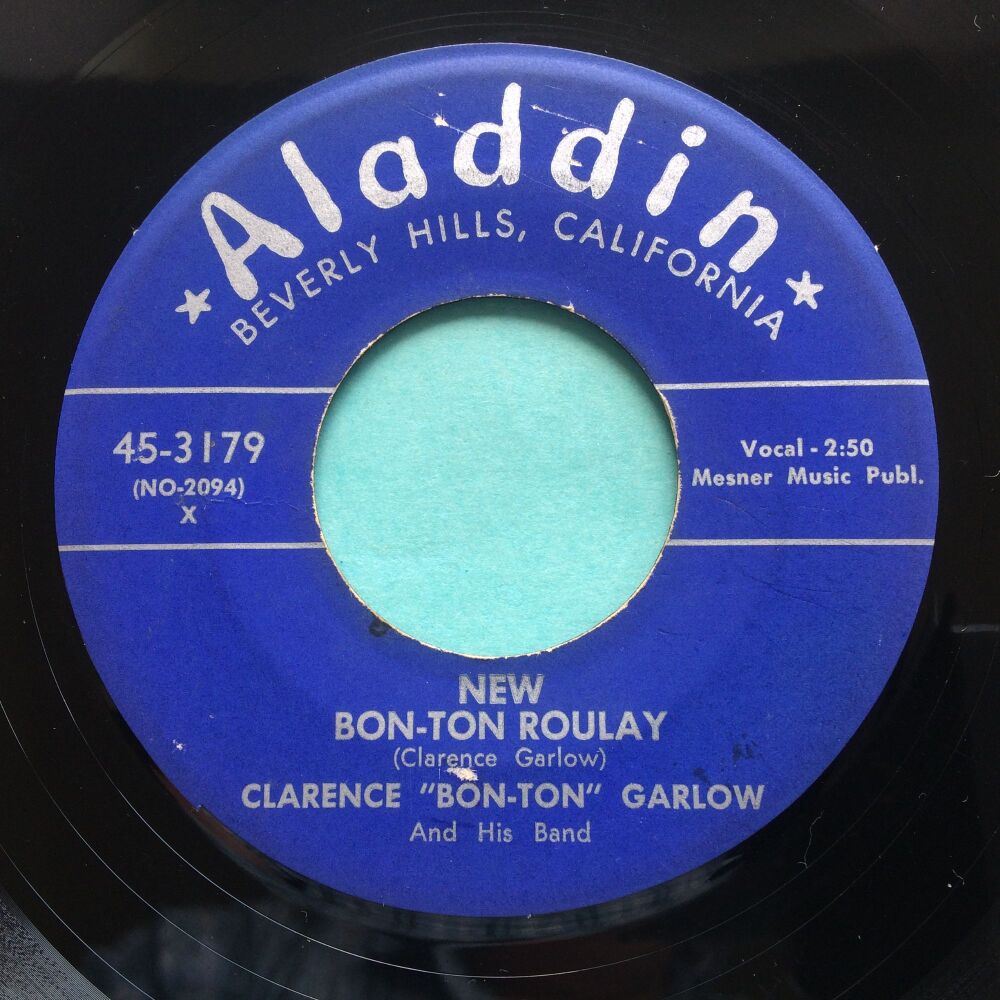 Aladdin
BEVERLY HILLS, CALIFORNIA
45-3179
(NO-2094)
X
Vocal - 2:50
Mesner Music Publ.
NEW
BON-TON ROULAY
(Clarence Garlow)
CLARENCE "BON-TON" GARLOW
And His Band